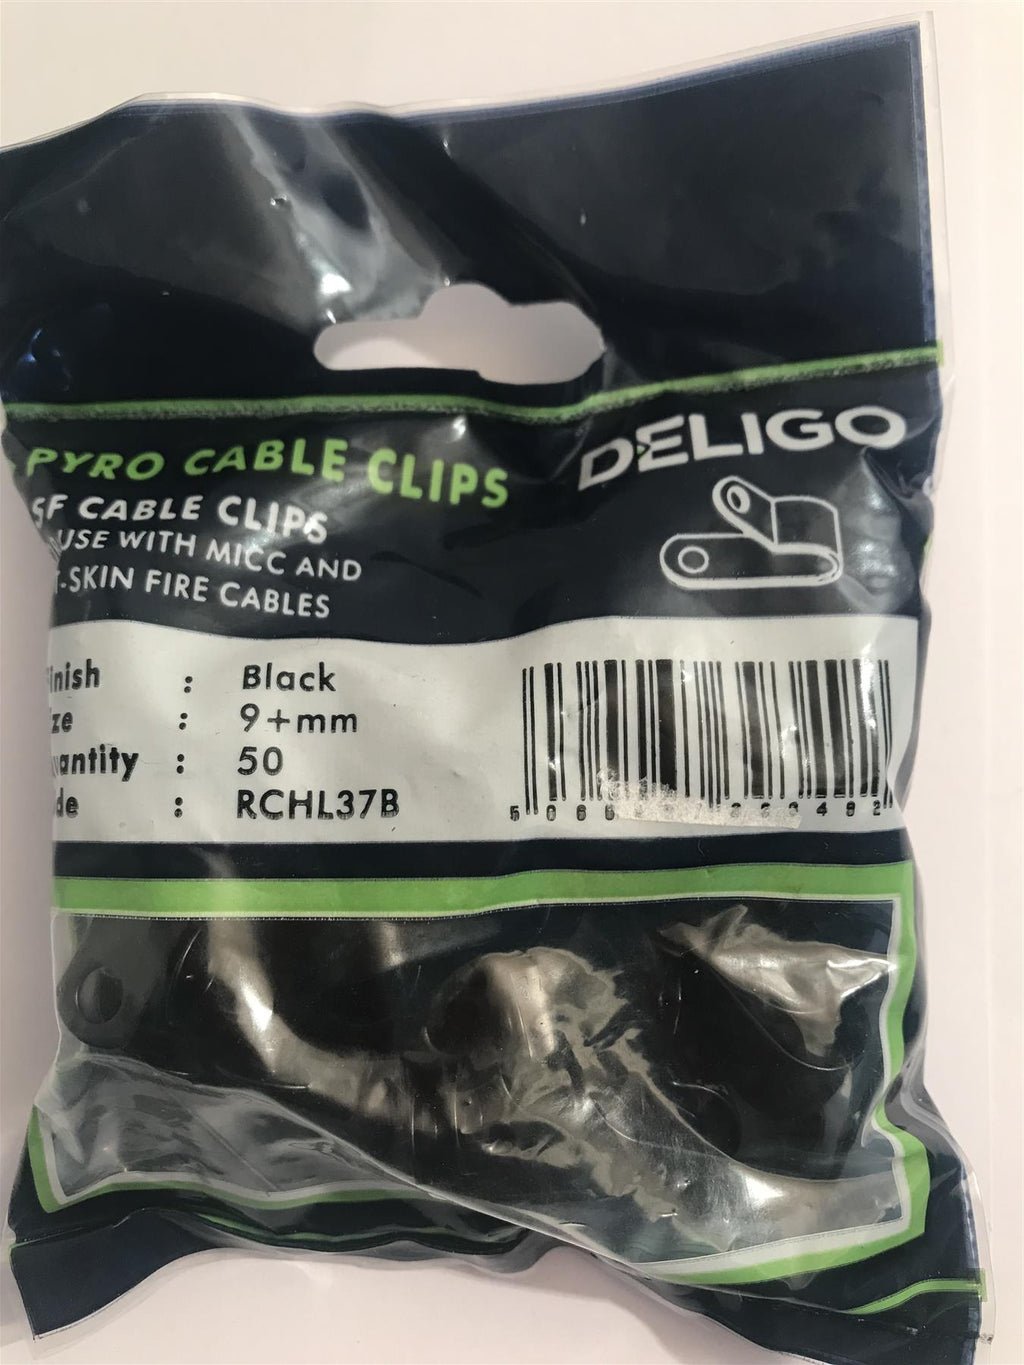 PYRO CABLE CLIPS
DELIGO
SF CABLE CLIPS
USE WITH MICC AND
T-SKIN FIRE CABLES
Finish : Black
ze : 9+mm
antity : 50
de : RCHL37B